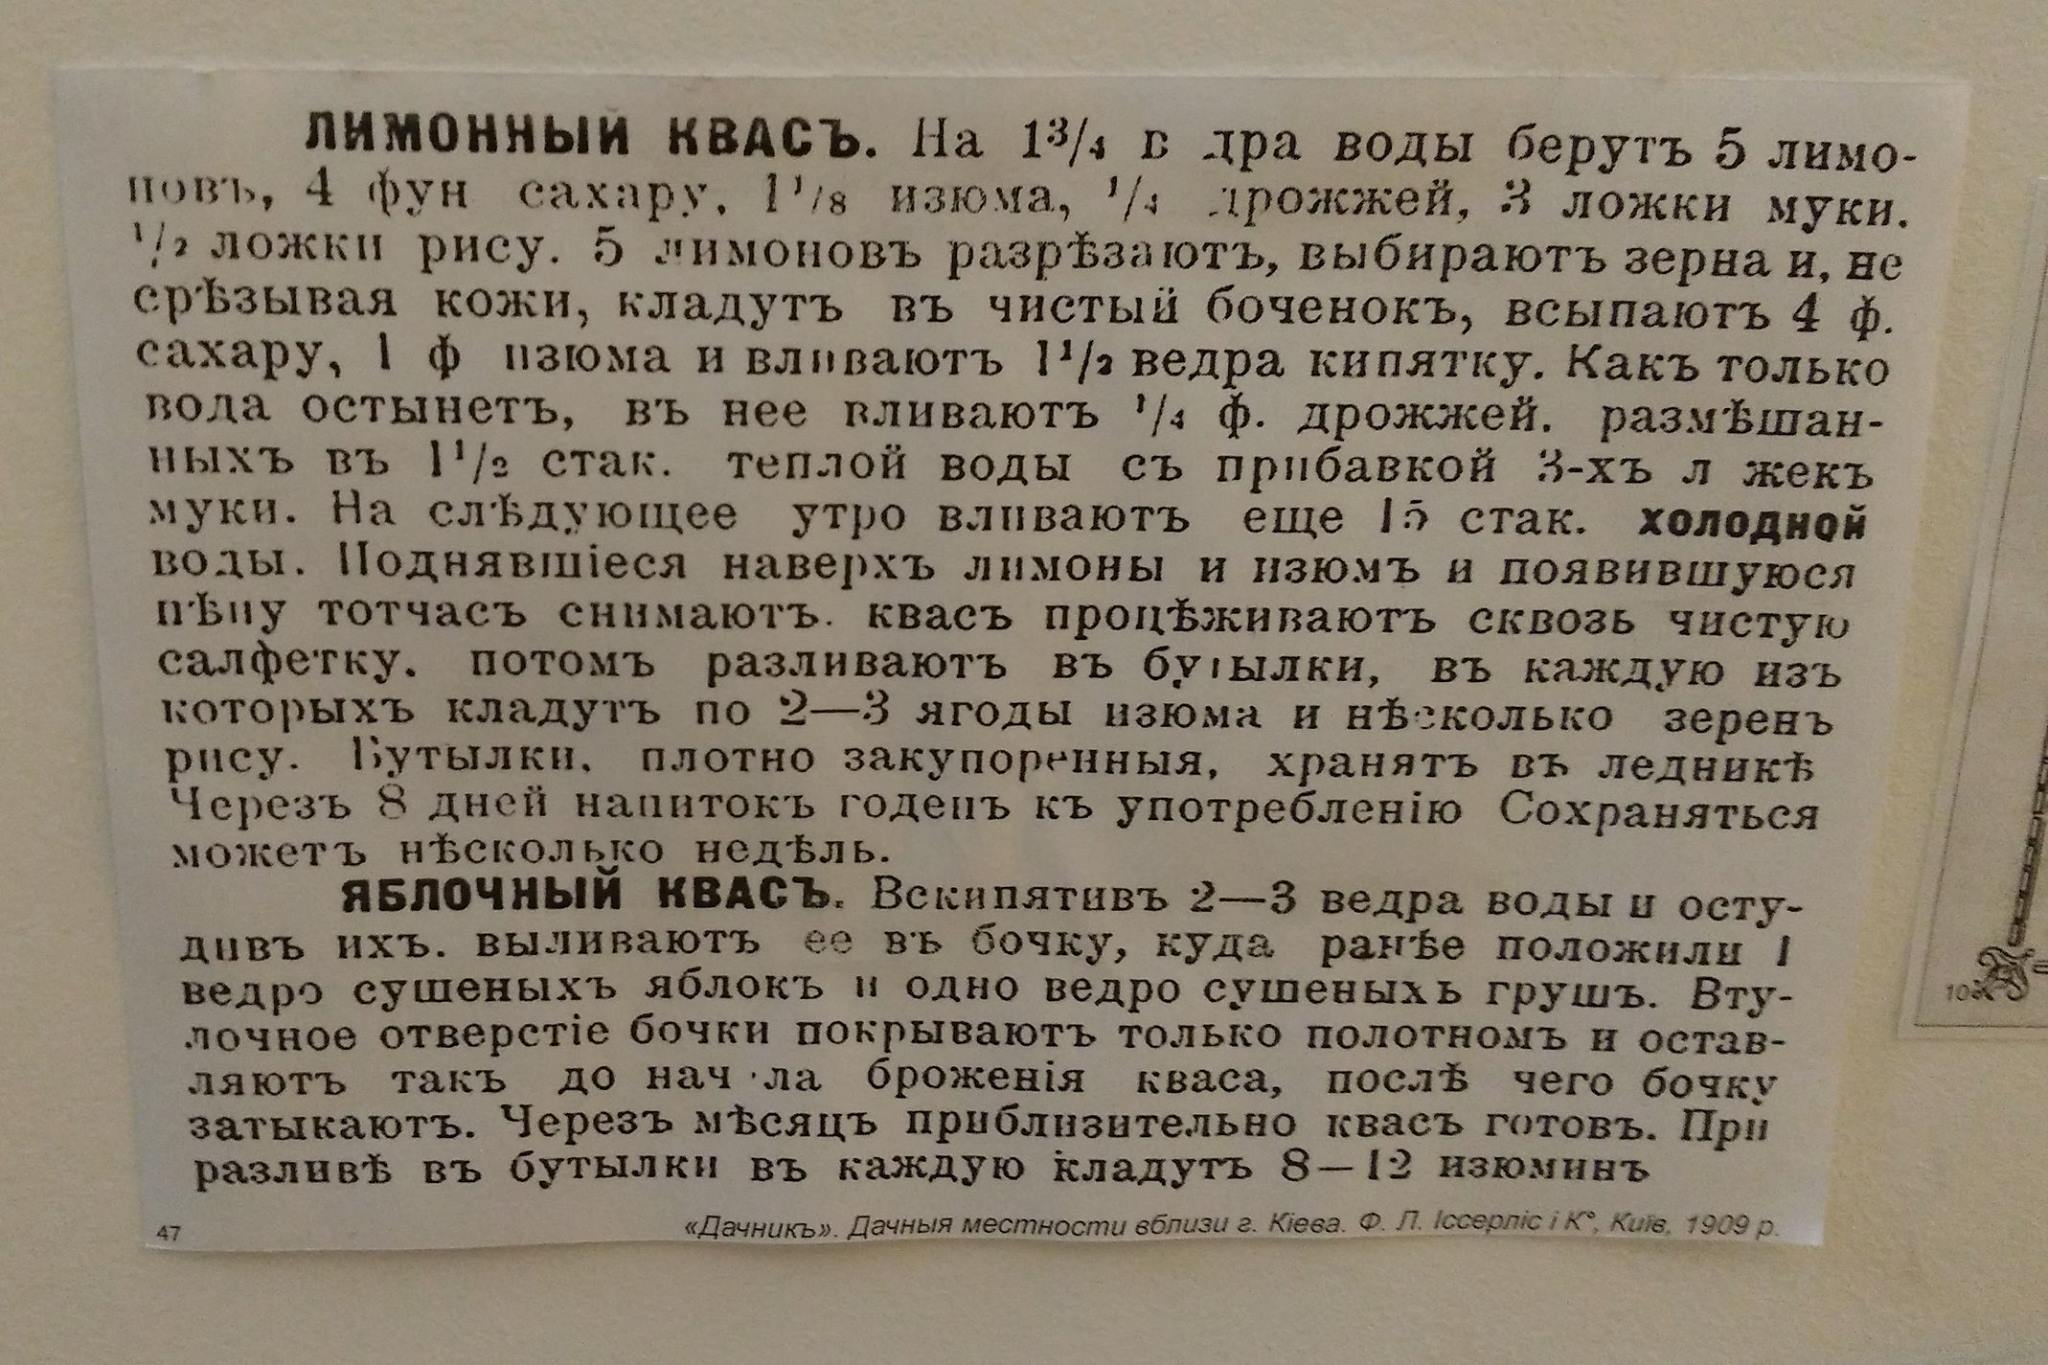 ЛИМОННЫЙ КВАСЪ. На 1³/₄ в дра воды берутъ 5 лимо-
новъ, 4 фун сахару, 1¹/₈ изюма, ¹/₄ дрожжей, 3 ложки муки.
¹/₂ ложки рису. 5 лимоновъ разрѣзаютъ, выбираютъ зерна и, не
срѣзывая кожи, кладутъ въ чистый боченокъ, всыпаютъ 4 ф.
сахару, 1 ф изюма и вливаютъ 1¹/₂ ведра кипятку. Какъ только
вода остынетъ, въ нее вливаютъ ¹/₄ ф. дрожжей. размѣшан-
ныхъ въ 1¹/₂ стак. теплой воды съ прибавкой 3-хъ л жекъ
муки. На слѣдующее утро вливаютъ еще 15 стак. холодной
воды. Поднявшіеся наверхъ лимоны и изюмъ и появившуюся
пѣну тотчасъ снимаютъ. квасъ процѣживаютъ сквозь чистую
салфетку. потомъ разливаютъ въ бутылки, въ каждую изъ
которыхъ кладутъ по 2—3 ягоды изюма и нѣсколько зеренъ
рису. Бутылки. плотно закупоренныя, хранятъ въ ледникѣ
Черезъ 8 дней напитокъ годенъ къ употребленію Сохраняться
можетъ нѣсколько недѣль.
ЯБЛОЧНЫЙ КВАСЪ. Вскипятивъ 2—3 ведра воды и осту-
дивъ ихъ. выливаютъ ее въ бочку, куда ранѣе положили 1
ведро сушеныхъ яблокъ и одно ведро сушеныхъ грушъ. Вту-
лочное отверстіе бочки покрываютъ только полотномъ и остав-
ляютъ такъ до нач ла броженія кваса, послѣ чего бочку
затыкаютъ. Черезъ мѣсяцъ приблизительно квасъ готовъ. При
разливѣ въ бутылки въ каждую кладутъ 8—12 изюминъ
47 «Дачникъ». Дачныя местности вблизи г. Кіева. Ф. Л. Іссерліс і К°, Київ, 1909 р.